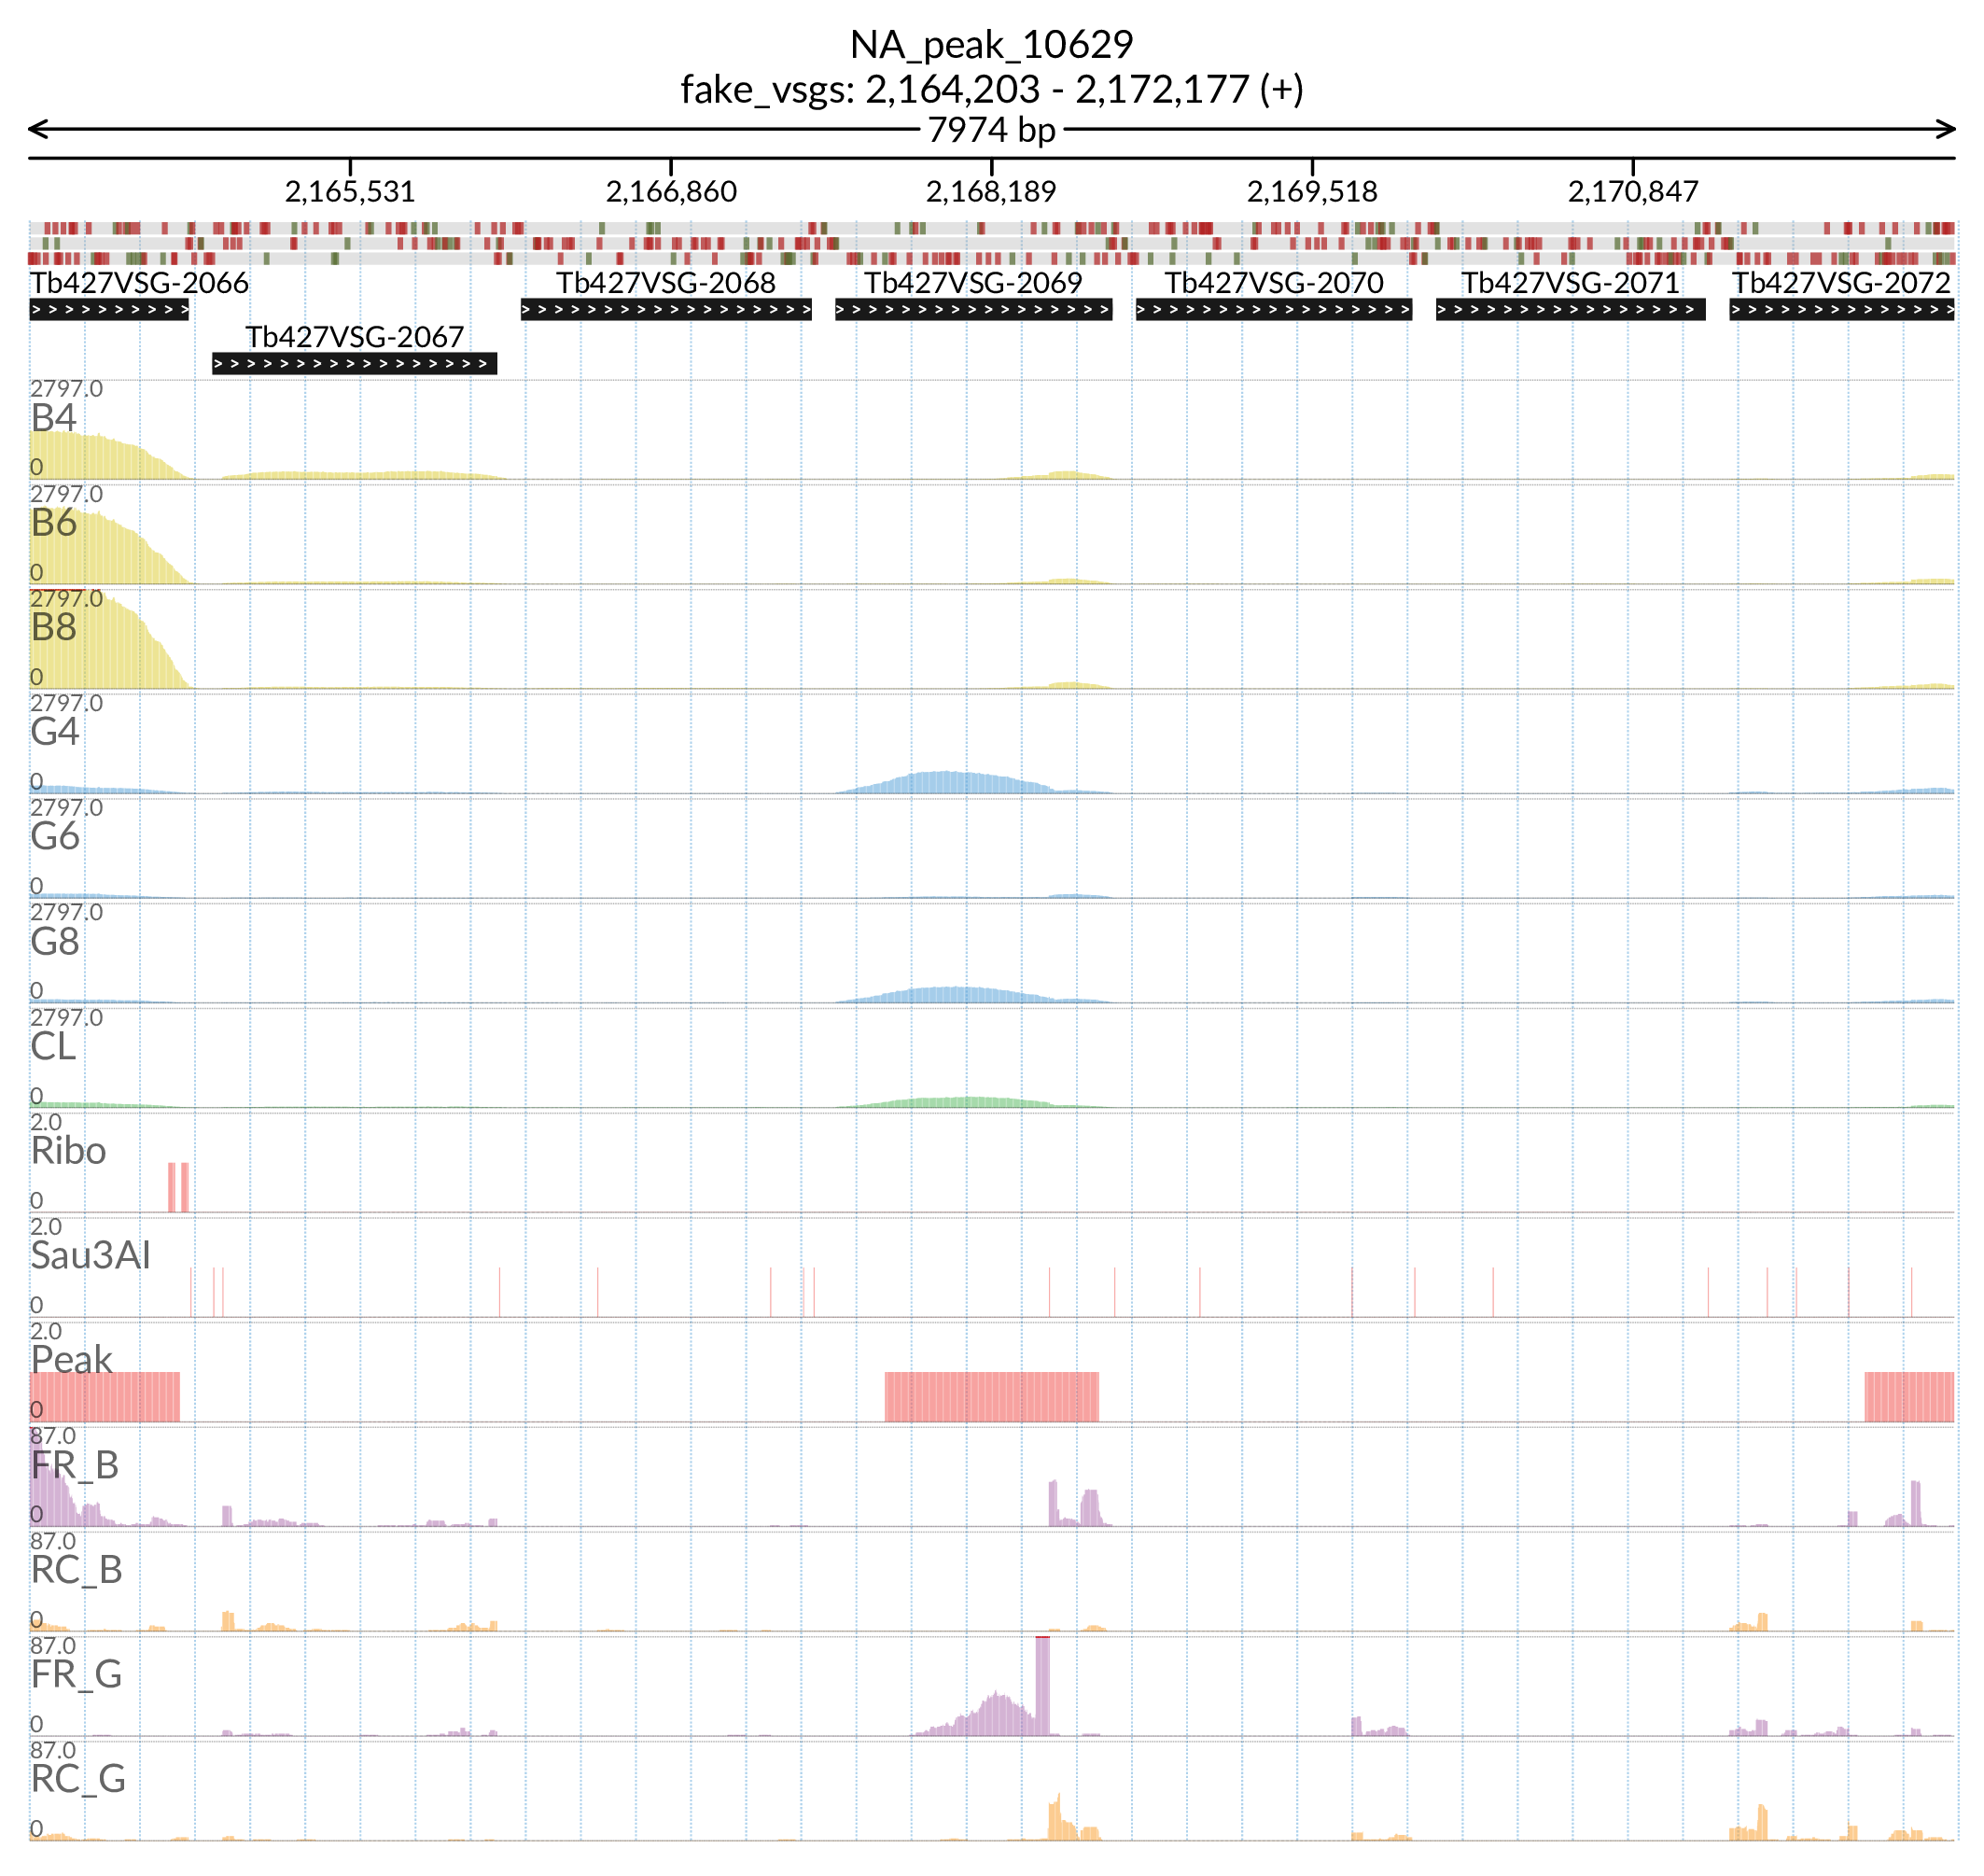 NA_peak_10629
fake_vsgs: 2,164,203 - 2,172,177 (+)
7974 bp
2,165,531 2,166,860 2,168,189 2,169,518 2,170,847
Tb427VSG-2066 Tb427VSG-2068 Tb427VSG-2069 Tb427VSG-2070 Tb427VSG-2071 Tb427VSG-2072
Tb427VSG-2067
2797.0
B4
0
2797.0
B6
0
2797.0
B8
0
2797.0
G4
0
2797.0
G6
0
2797.0
G8
0
2797.0
CL
0
2.0
Ribo
0
2.0
Sau3AI
0
2.0
Peak
0
87.0
FR_B
0
87.0
RC_B
0
87.0
FR_G
0
87.0
RC_G
0